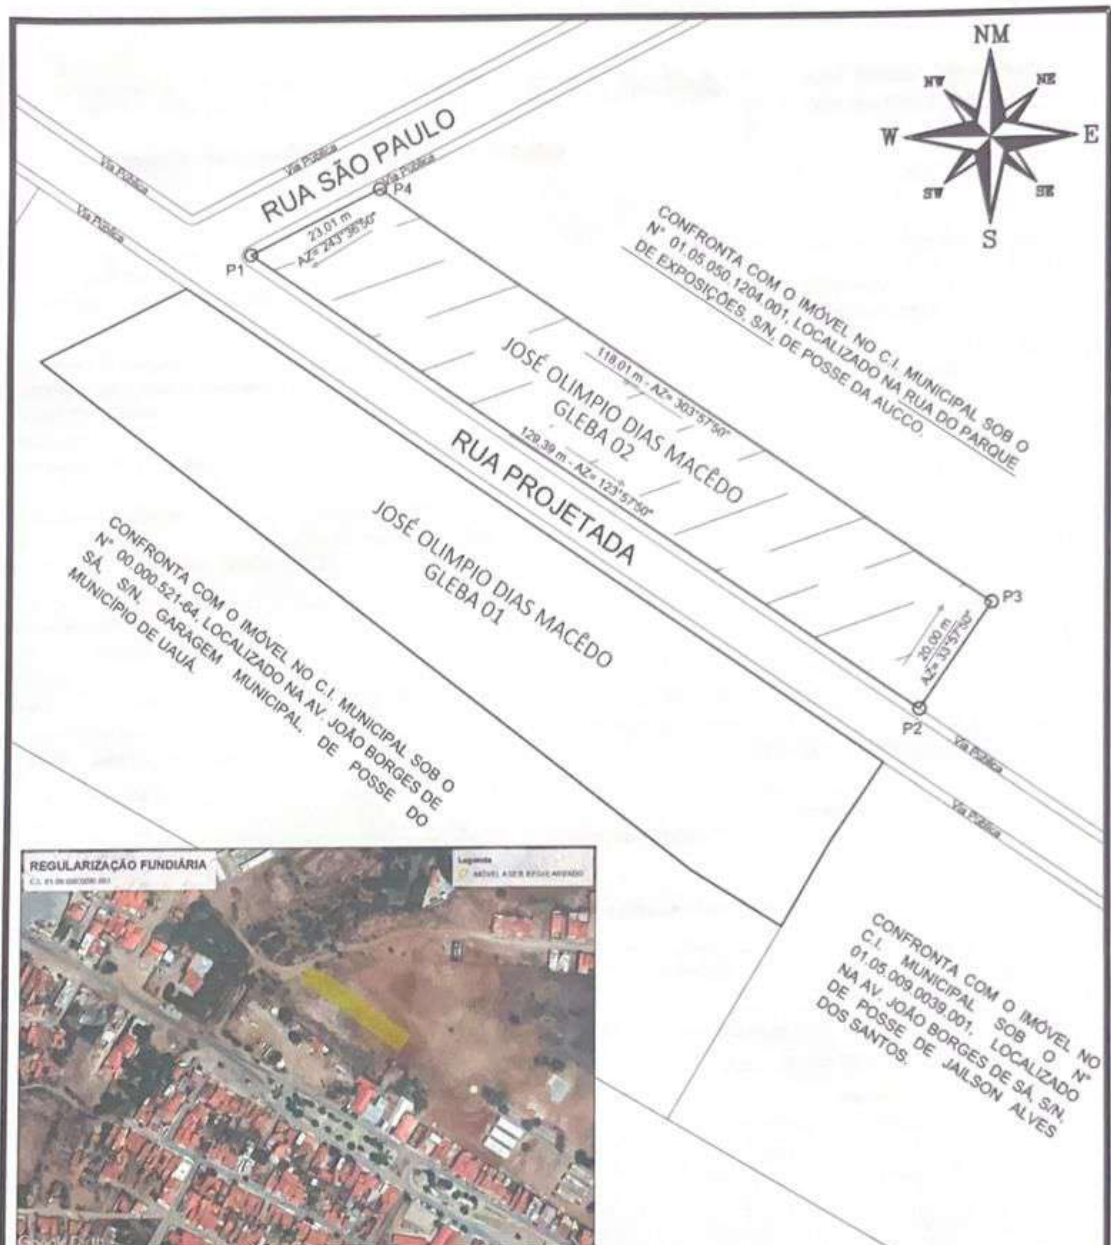 NM
NW
NE
W
E
SW
SE
S
Via Pública
Via Pública
RUA SÃO PAULO
Via Pública
Via Pública
P4
23,01 m
AZ= 243°36'50"
P1
CONFRONTA COM O IMÓVEL NO C.I. MUNICIPAL SOB O
N° 01.05.050.1204.001, LOCALIZADO NA RUA DO PARQUE
DE EXPOSIÇÕES, S/N, DE POSSE DA AUCCO.
118,01 m - AZ= 303°57'50"
JOSÉ OLIMPIO DIAS MACÊDO
GLEBA 02
129,39 m - AZ= 123°57'50"
RUA PROJETADA
P3
20,00 m
AZ= 33°57'50"
P2
Via Pública
Via Pública
JOSÉ OLIMPIO DIAS MACÊDO
GLEBA 01
CONFRONTA COM O IMÓVEL NO C.I. MUNICIPAL SOB O
N° 00.000.521-64, LOCALIZADO NA AV. JOÃO BORGES DE
SÁ, S/N, GARAGEM MUNICIPAL, DE POSSE DO
MUNICÍPIO DE UAUÁ.
REGULARIZAÇÃO FUNDIÁRIA
Legenda
IMÓVEL A SER REGULARIZADO
Google Earth
CONFRONTA COM O IMÓVEL NO
C.I. MUNICIPAL SOB O N°
01.05.009.0039.001, LOCALIZADO
NA AV. JOÃO BORGES DE SÁ, S/N,
DE POSSE DE JAILSON ALVES
DOS SANTOS.